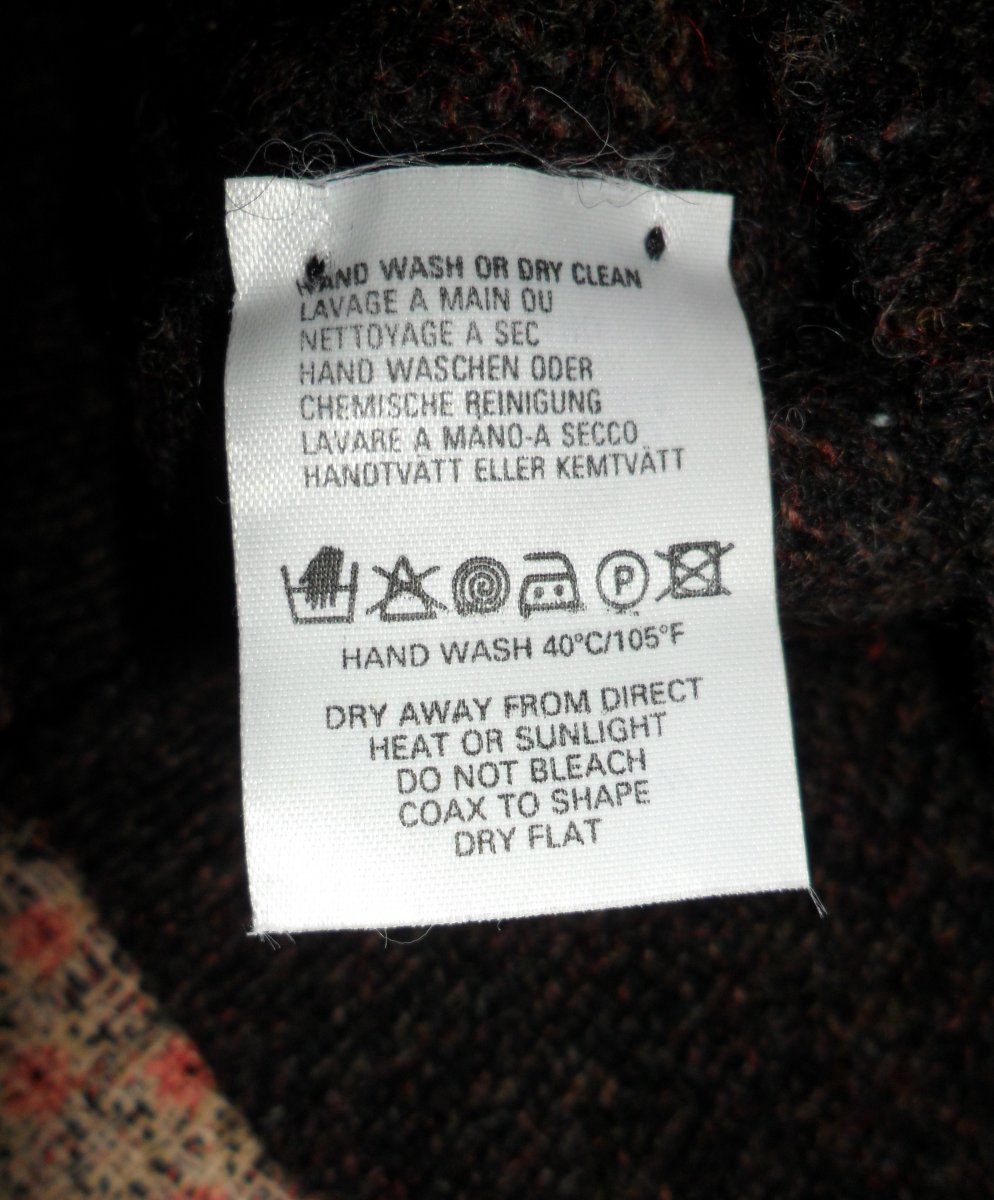 HAND WASH OR DRY CLEAN
LAVAGE A MAIN OU
NETTOYAGE A SEC
HAND WASCHEN ODER
CHEMISCHE REINIGUNG
LAVARE A MANO-A SECCO
HANDTVÄTT ELLER KEMTVÄTT
P
HAND WASH 40°C/105°F
DRY AWAY FROM DIRECT
HEAT OR SUNLIGHT
DO NOT BLEACH
COAX TO SHAPE
DRY FLAT